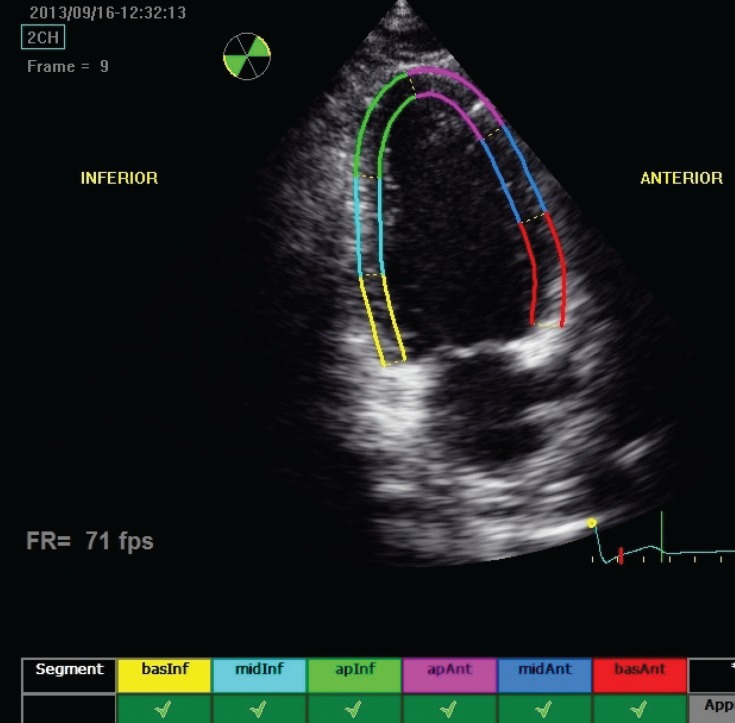 2013/09/16-12:32:13
2CH
Frame = 9
INFERIOR
ANTERIOR
FR= 71 fps
Segment basInf midInf apInf apAnt midAnt basAnt *
App